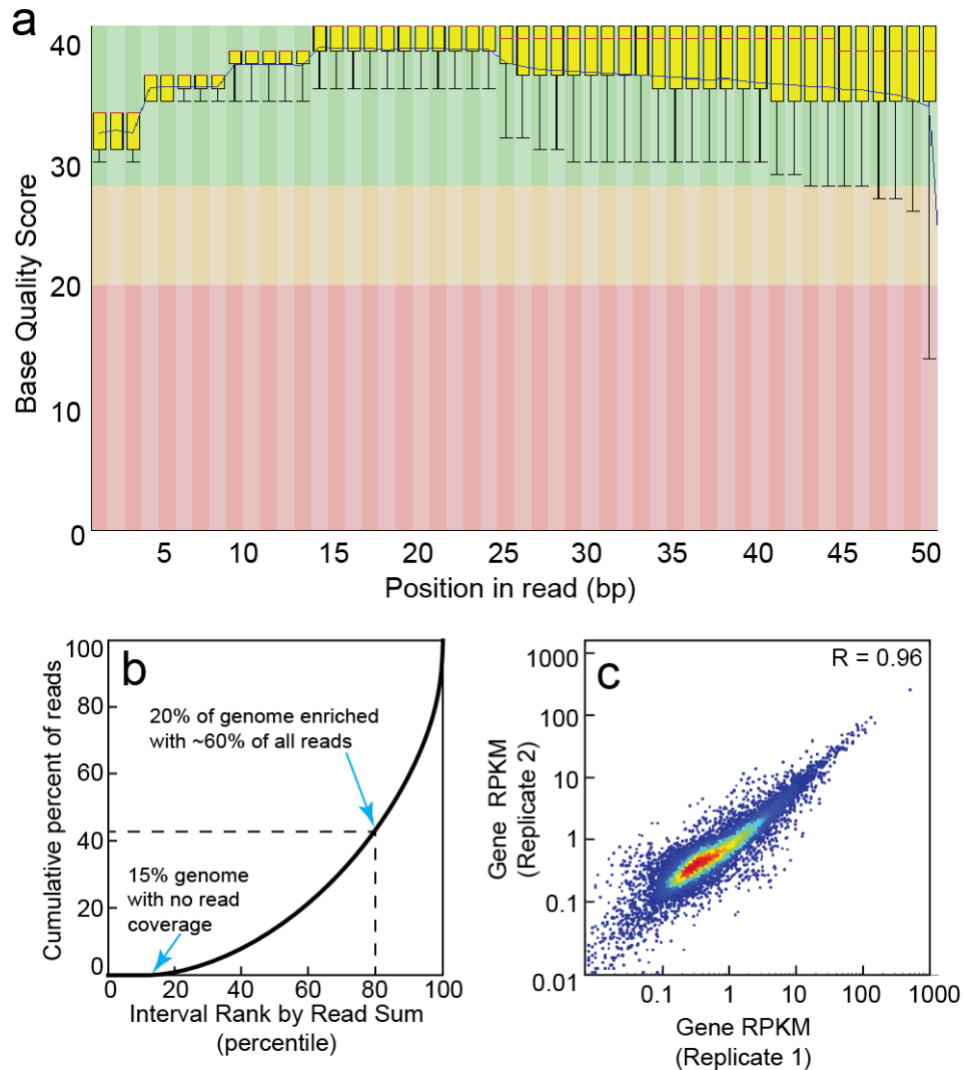 a
40
30
20
10
0
Base Quality Score
5 10 15 20 25 30 35 40 45 50
Position in read (bp)
b
100
80
60
40
20
0
Cumulative percent of reads
20% of genome enriched
with ~60% of all reads
15% genome
with no read
coverage
0 20 40 60 80 100
Interval Rank by Read Sum
(percentile)
c
R = 0.96
1000
100
10
1
0.1
0.01
Gene RPKM
(Replicate 2)
0.1 1 10 100 1000
Gene RPKM
(Replicate 1)